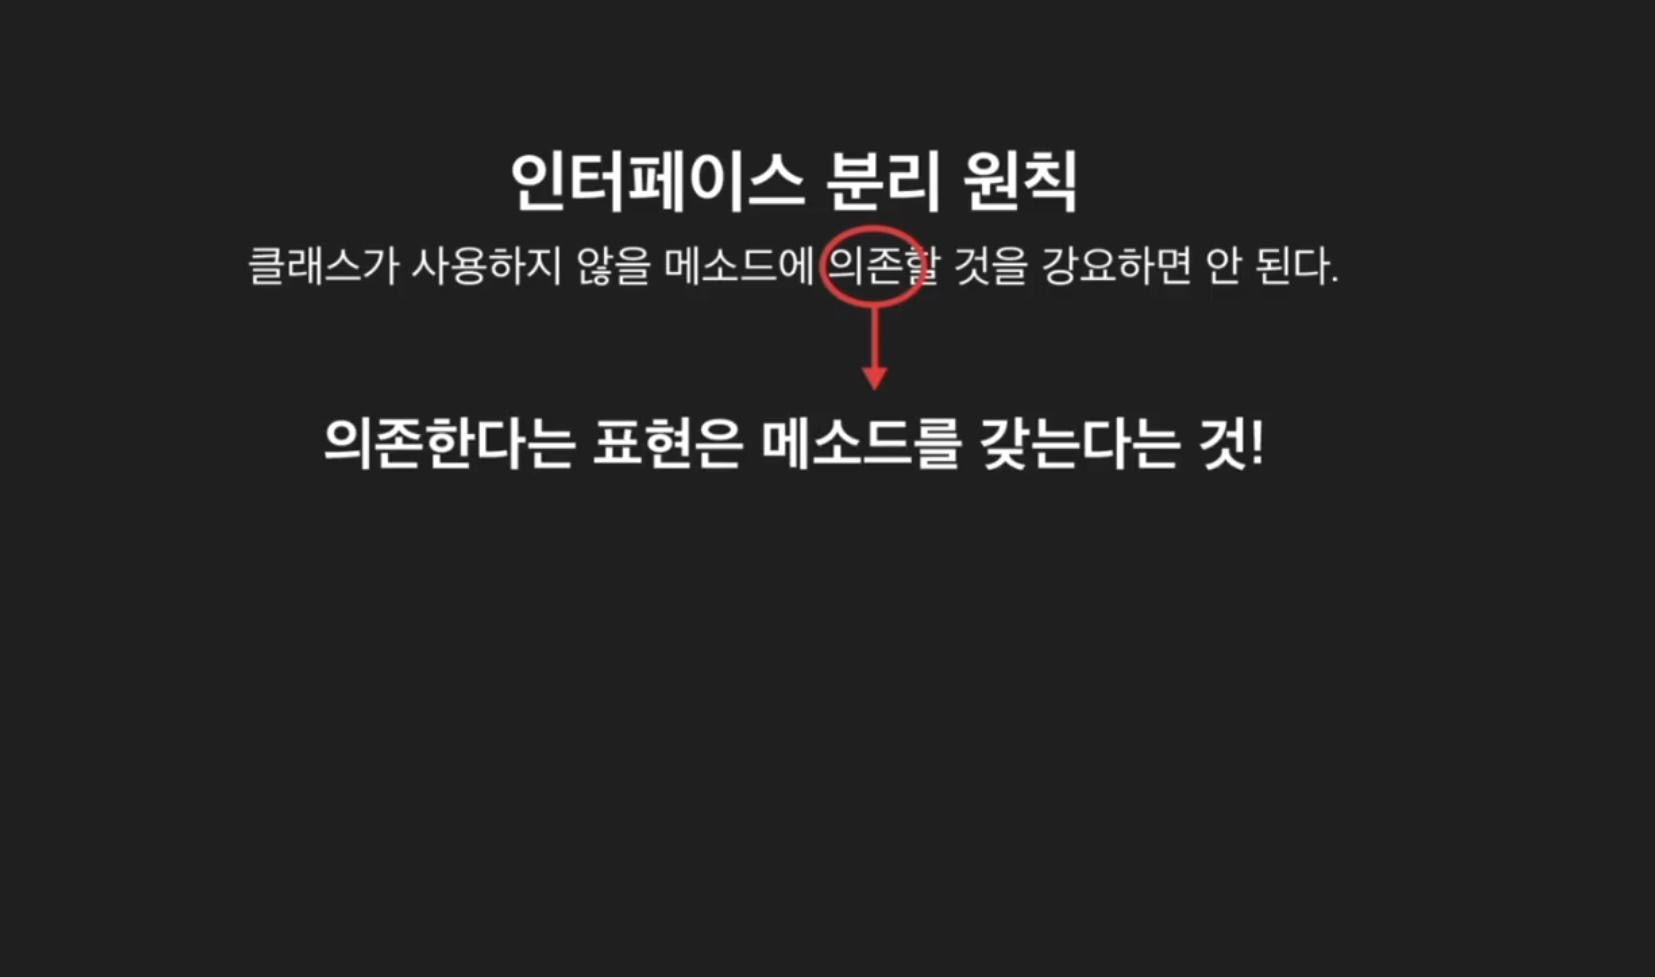 인터페이스 분리 원칙
클래스가 사용하지 않을 메소드에 의존할 것을 강요하면 안 된다.
의존한다는 표현은 메소드를 갖는다는 것!